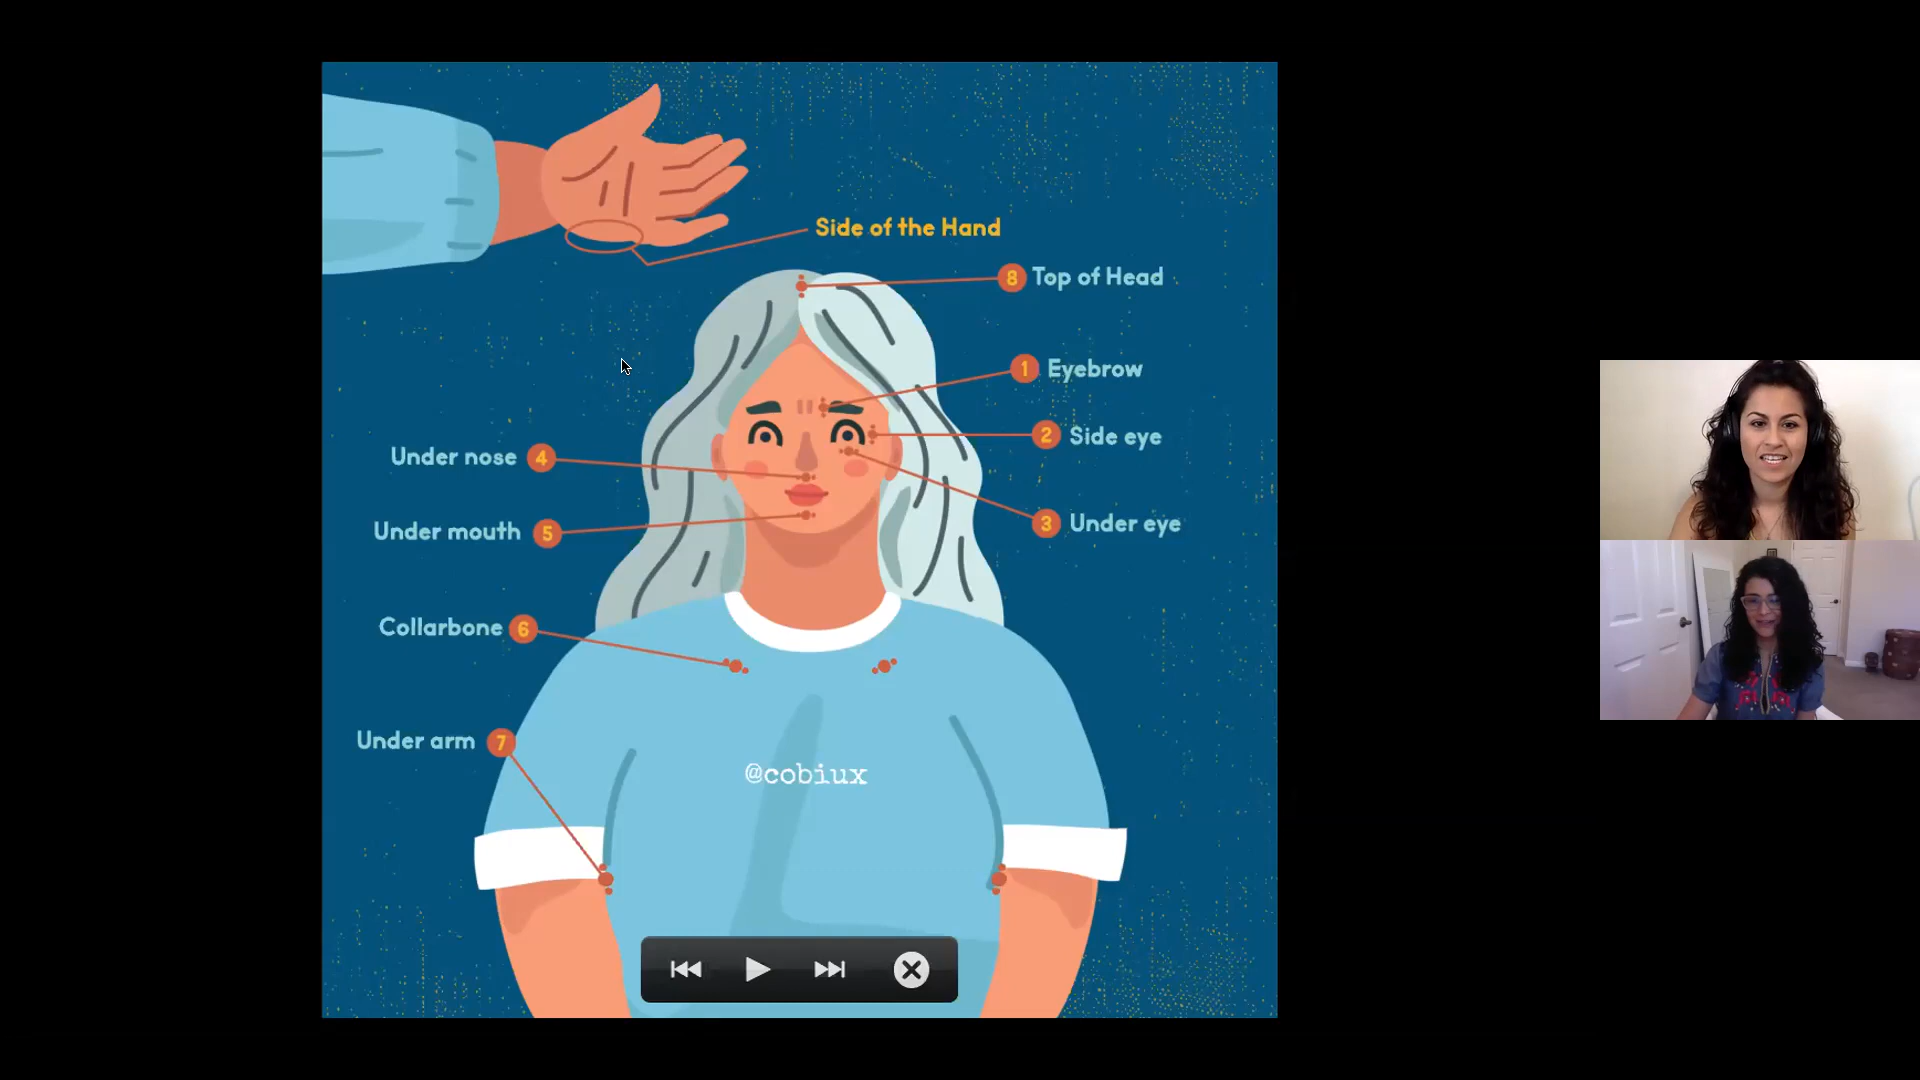 Side of the Hand
8 Top of Head
1 Eyebrow
2 Side eye
Under nose 4
3 Under eye
Under mouth 5
Collarbone 6
Under arm 7
@cobiux